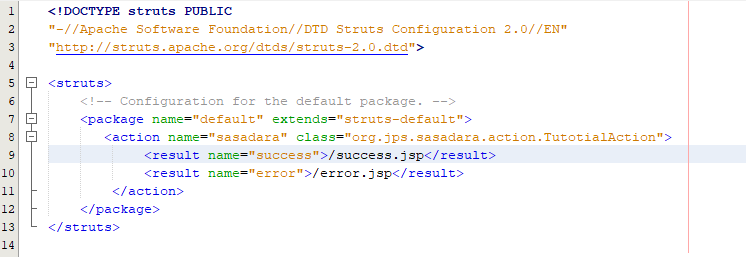 1 <!DOCTYPE struts PUBLIC
2 "-//Apache Software Foundation//DTD Struts Configuration 2.0//EN"
3 "http://struts.apache.org/dtds/struts-2.0.dtd">
4
5 <struts>
6     <!-- Configuration for the default package. -->
7     <package name="default" extends="struts-default">
8        <action name="sasadara" class="org.jps.sasadara.action.TutotialAction">
9             <result name="success">/success.jsp</result>
10             <result name="error">/error.jsp</result>
11         </action>
12     </package>
13 </struts>
14